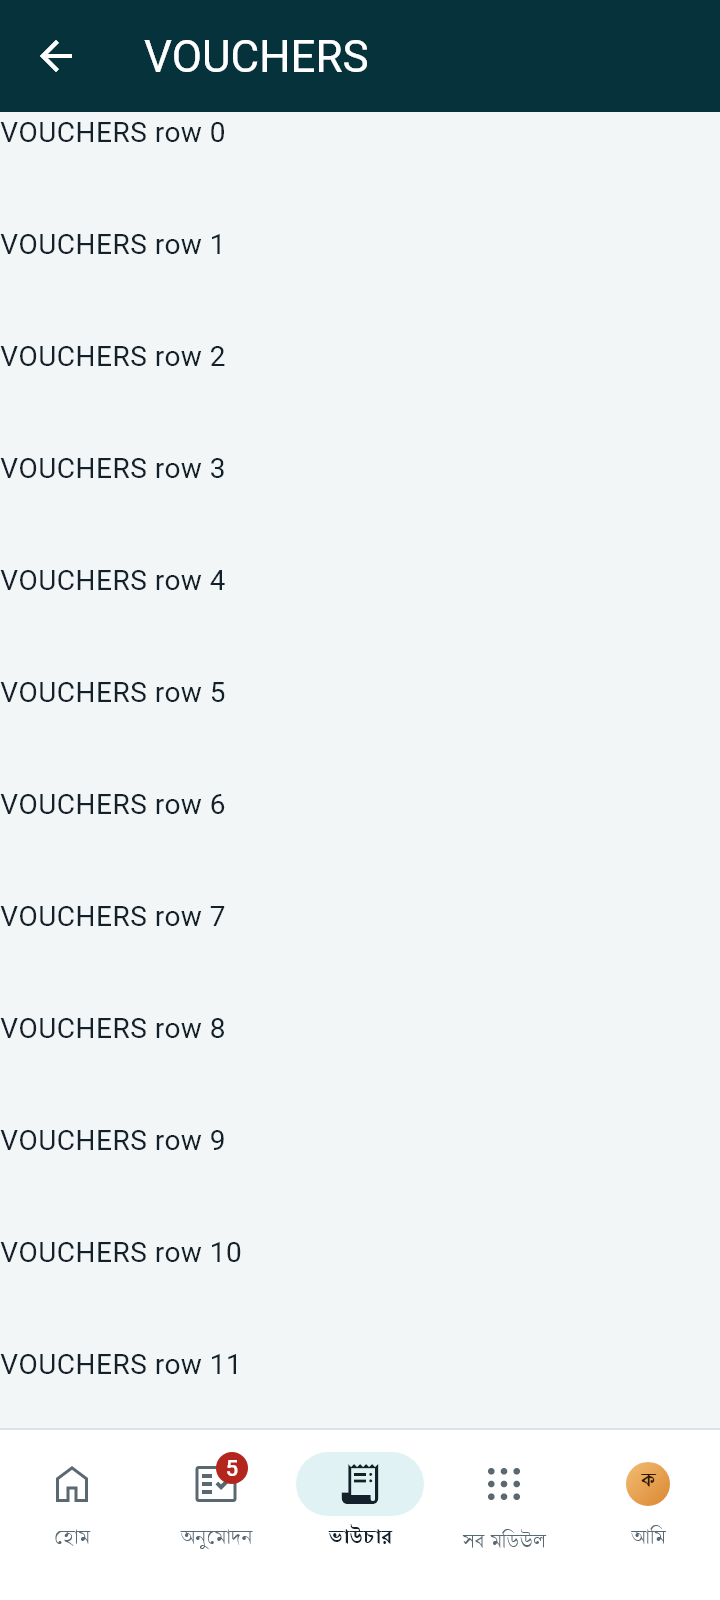 VOUCHERS
VOUCHERS row 0
VOUCHERS row 1
VOUCHERS row 2
VOUCHERS row 3
VOUCHERS row 4
VOUCHERS row 5
VOUCHERS row 6
VOUCHERS row 7
VOUCHERS row 8
VOUCHERS row 9
VOUCHERS row 10
VOUCHERS row 11
5
ক
হোম
অনুমোদন
ভাউচার
সব মডিউল
আমি